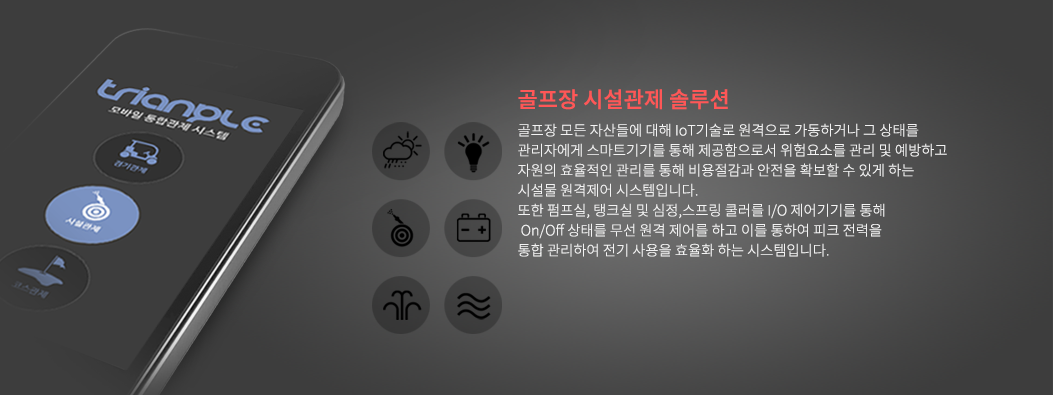 trianple
모바일 통합관제 시스템
경기관제
시설관제
코스관제
골프장 시설관제 솔루션
골프장 모든 자산들에 대해 IoT기술로 원격으로 가동하거나 그 상태를
관리자에게 스마트기기를 통해 제공함으로서 위험요소를 관리 및 예방하고
자원의 효율적인 관리를 통해 비용절감과 안전을 확보할 수 있게 하는
시설물 원격제어 시스템입니다.
또한 펌프실, 탱크실 및 심정,스프링 쿨러를 I/O 제어기기를 통해
On/Off 상태를 무선 원격 제어를 하고 이를 통하여 피크 전력을
통합 관리하여 전기 사용을 효율화 하는 시스템입니다.